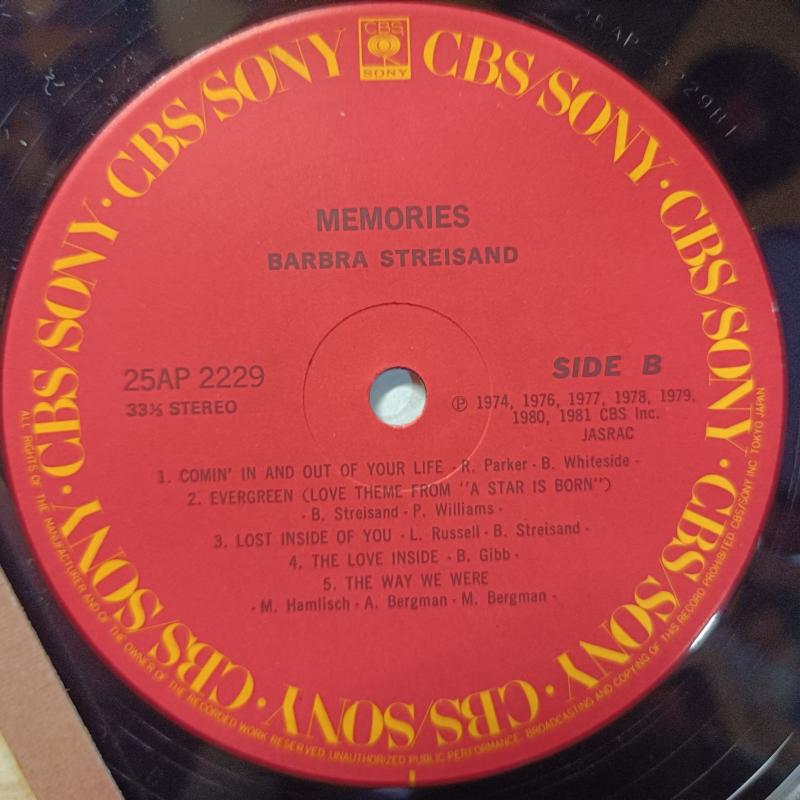 CBS
SONY
CBS/SONY · CBS/SONY · CBS/SONY · CBS/SONY · CBS/SONY · CBS/SONY · CBS/SONY · CBS/SONY · CBS/SONY
MEMORIES
BARBRA STREISAND
25AP 2229
33⅓ STEREO
SIDE B
Ⓟ 1974, 1976, 1977, 1978, 1979,
1980, 1981 CBS Inc.
JASRAC
1. COMIN' IN AND OUT OF YOUR LIFE - R. Parker - B. Whiteside -
2. EVERGREEN (LOVE THEME FROM "A STAR IS BORN")
- B. Streisand - P. Williams -
3. LOST INSIDE OF YOU - L. Russell - B. Streisand -
4. THE LOVE INSIDE - B. Gibb -
5. THE WAY WE WERE
- M. Hamlisch - A. Bergman - M. Bergman -
ALL RIGHTS OF THE MANUFACTURER AND OF THE OWNER OF THE RECORDED WORK RESERVED. UNAUTHORIZED PUBLIC PERFORMANCE, BROADCASTING AND COPYING OF THIS RECORD PROHIBITED. CBS/SONY INC. TOKYO JAPAN